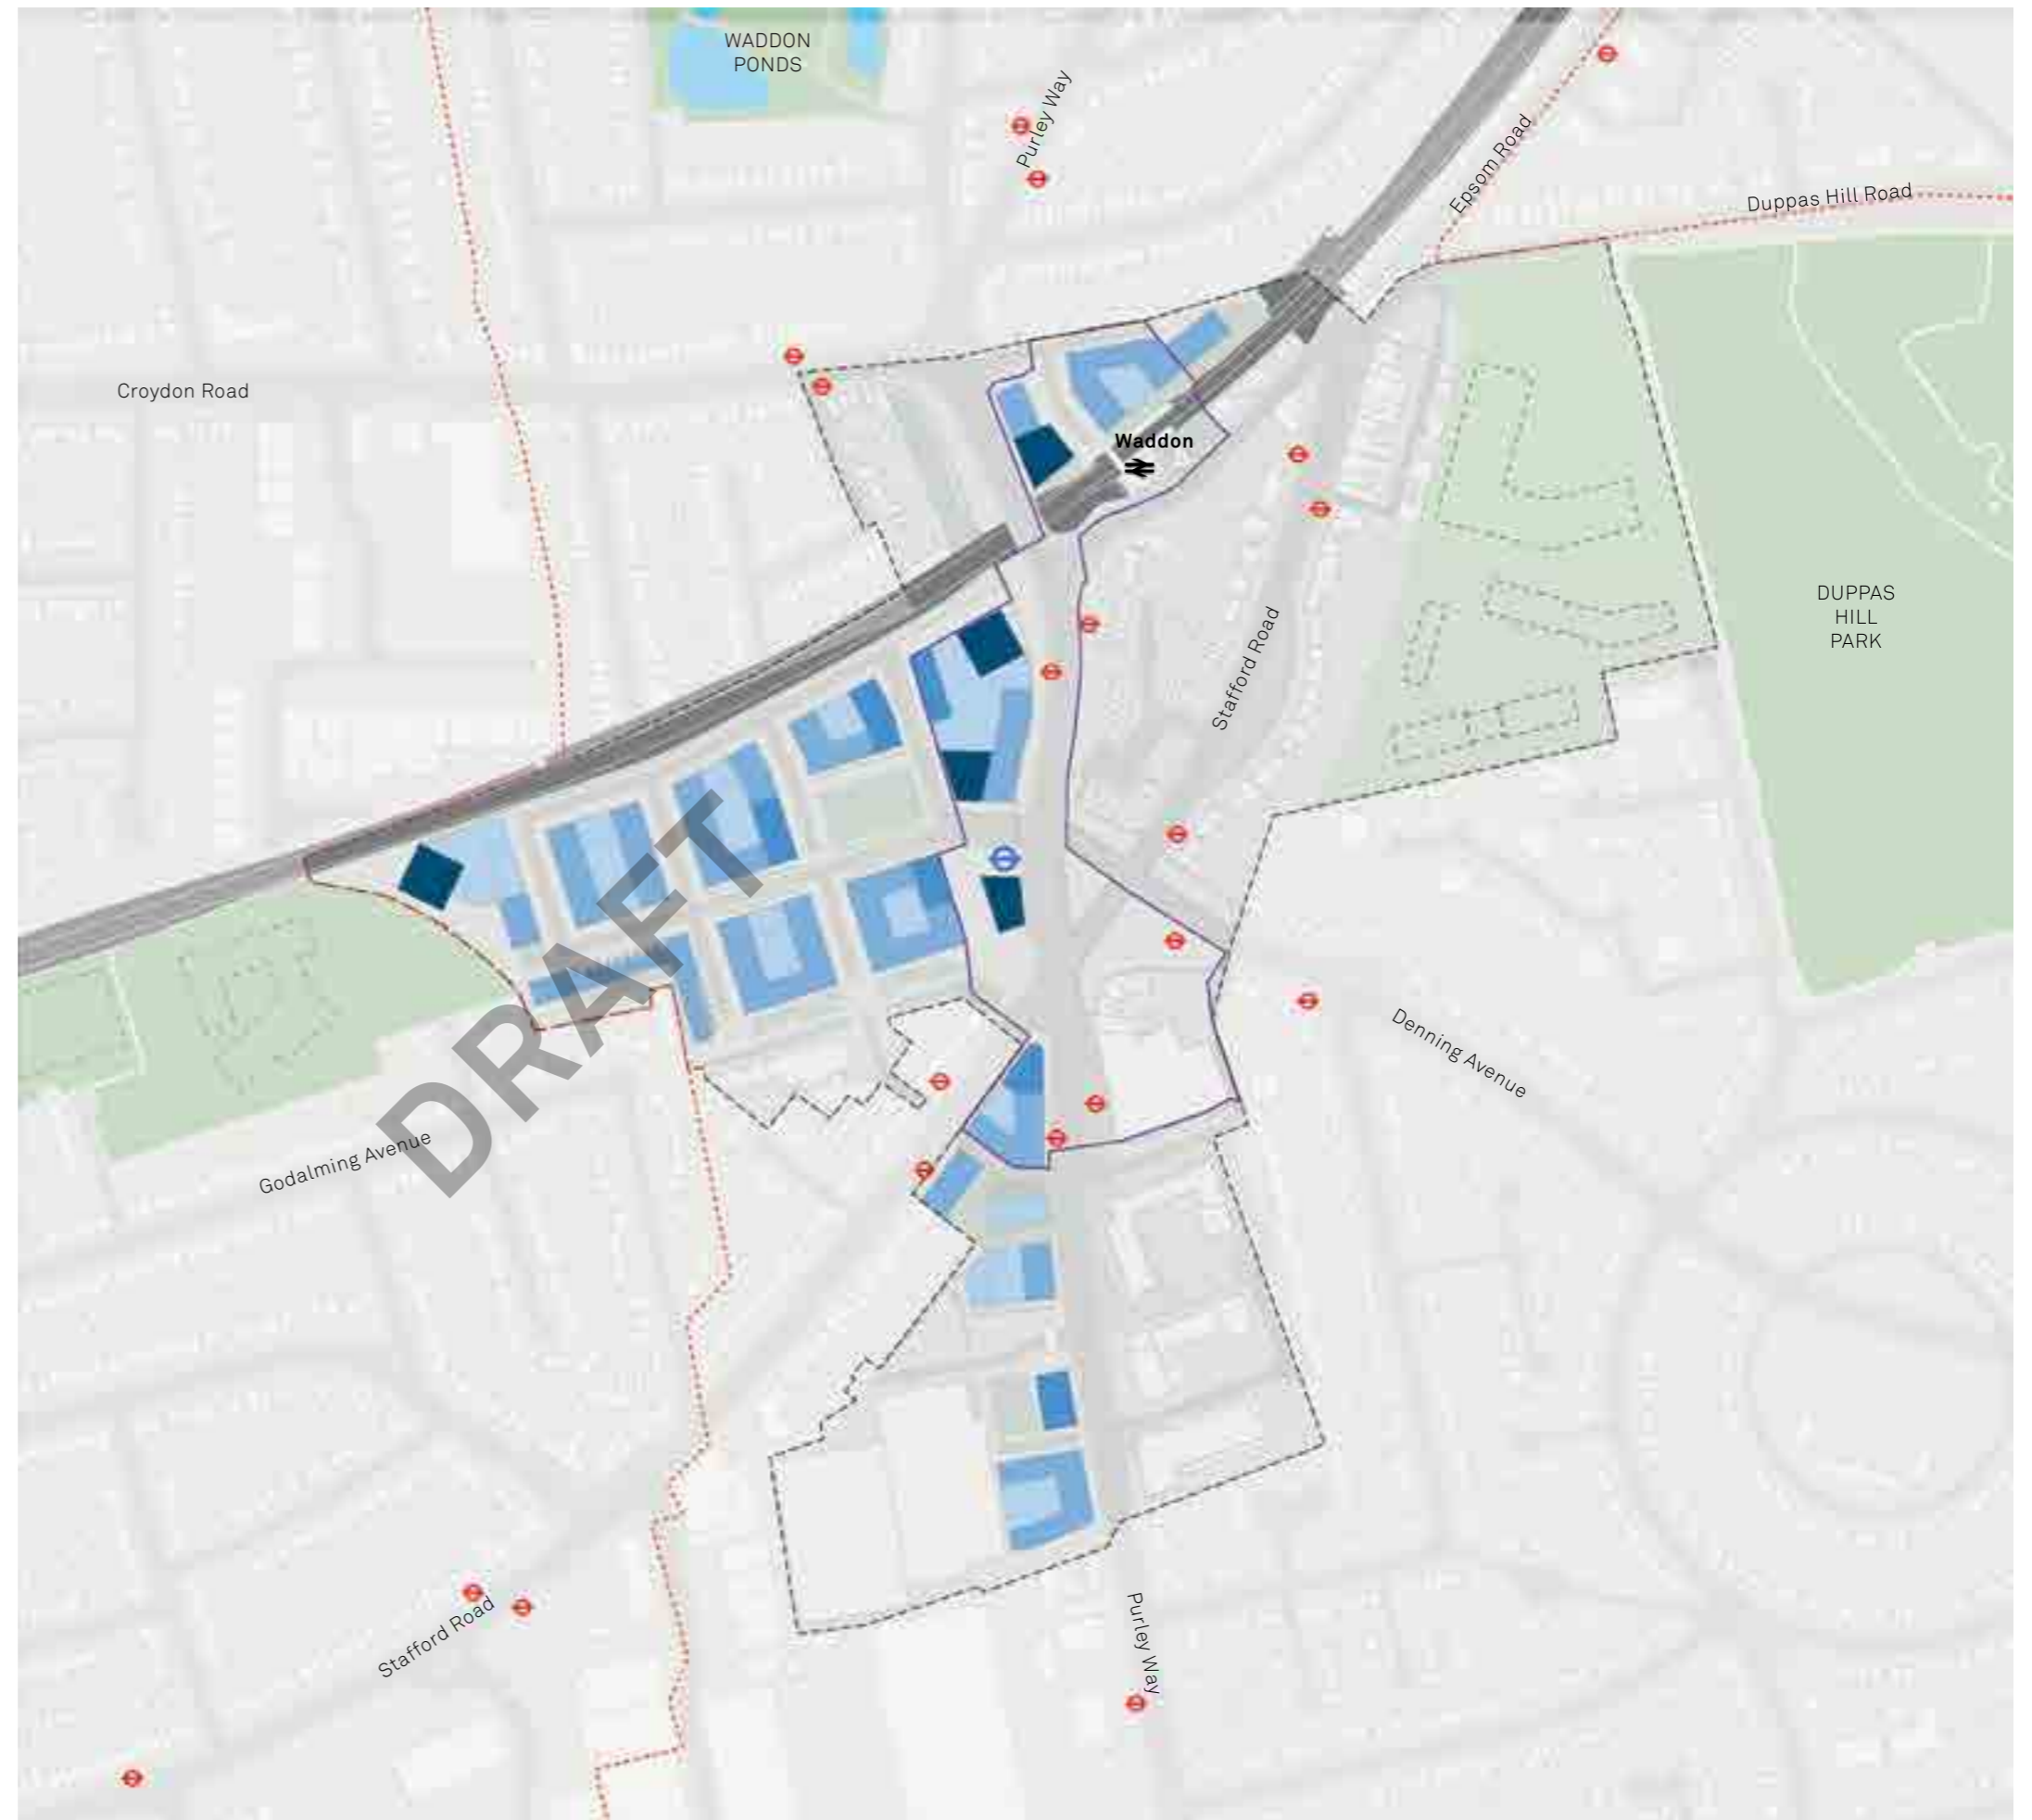 WADDON
PONDS
Purley Way
Epsom Road
Duppas Hill Road
Croydon Road
Waddon
DUPPAS
HILL
PARK
Stafford Road
DRAFT
Denning Avenue
Godalming Avenue
Stafford Road
Purley Way